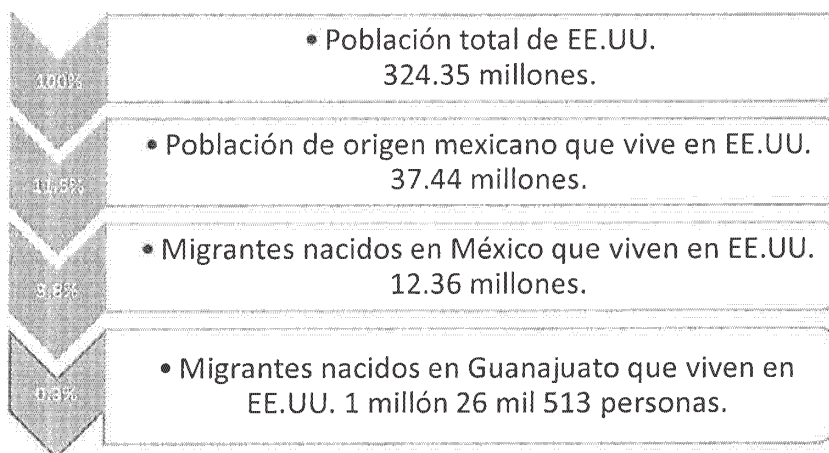 100%
• Población total de EE.UU.
324.35 millones.
• Población de origen mexicano que vive en EE.UU.
37.44 millones.
• Migrantes nacidos en México que viven en EE.UU.
12.36 millones.
0.3%
• Migrantes nacidos en Guanajuato que viven en
EE.UU. 1 millón 26 mil 513 personas.